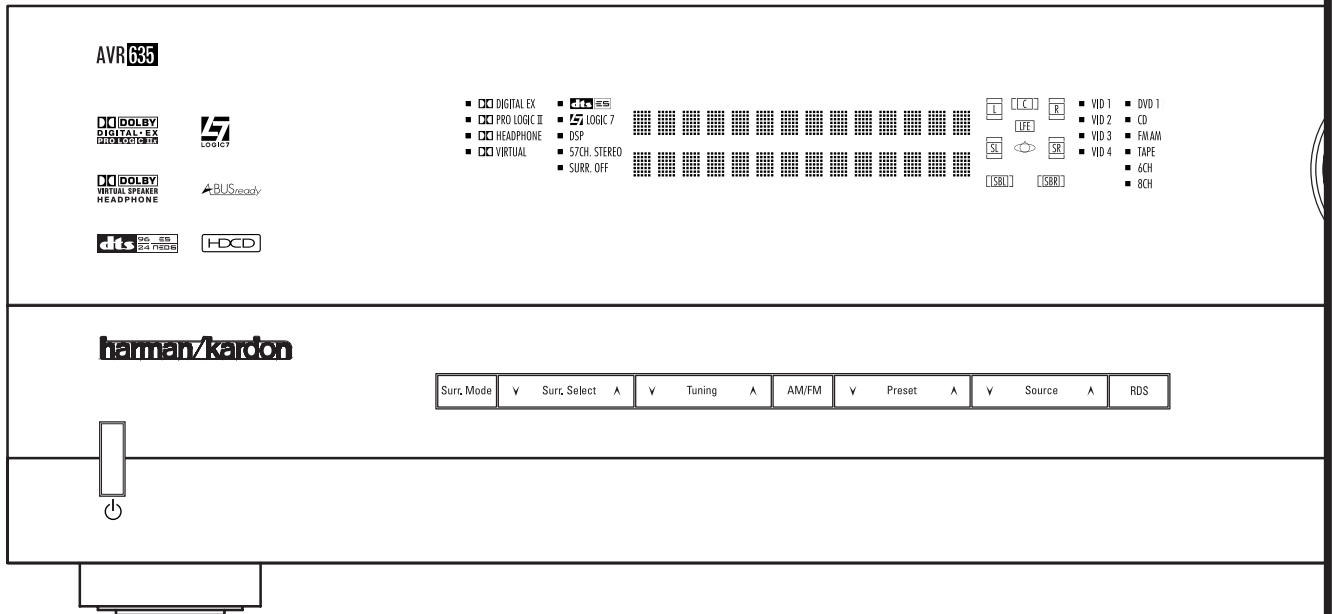 AVR 635
DOLBY
DIGITAL·EX
PRO LOGIC IIx
LOGIC7
DOLBY
VIRTUAL SPEAKER
HEADPHONE
A-BUS ready
dts 96 ES
24 NEO6
HDCD
DIGITAL EX
PRO LOGIC II
HEADPHONE
VIRTUAL
dts ES
LOGIC 7
DSP
57CH. STEREO
SURR. OFF
L C R
LFE
SL SR
SBL SBR
VID 1
VID 2
VID 3
VID 4
DVD 1
CD
FMAM
TAPE
6CH
8CH
harman/kardon
Surr. Mode Surr. Select Tuning AM/FM Preset Source RDS